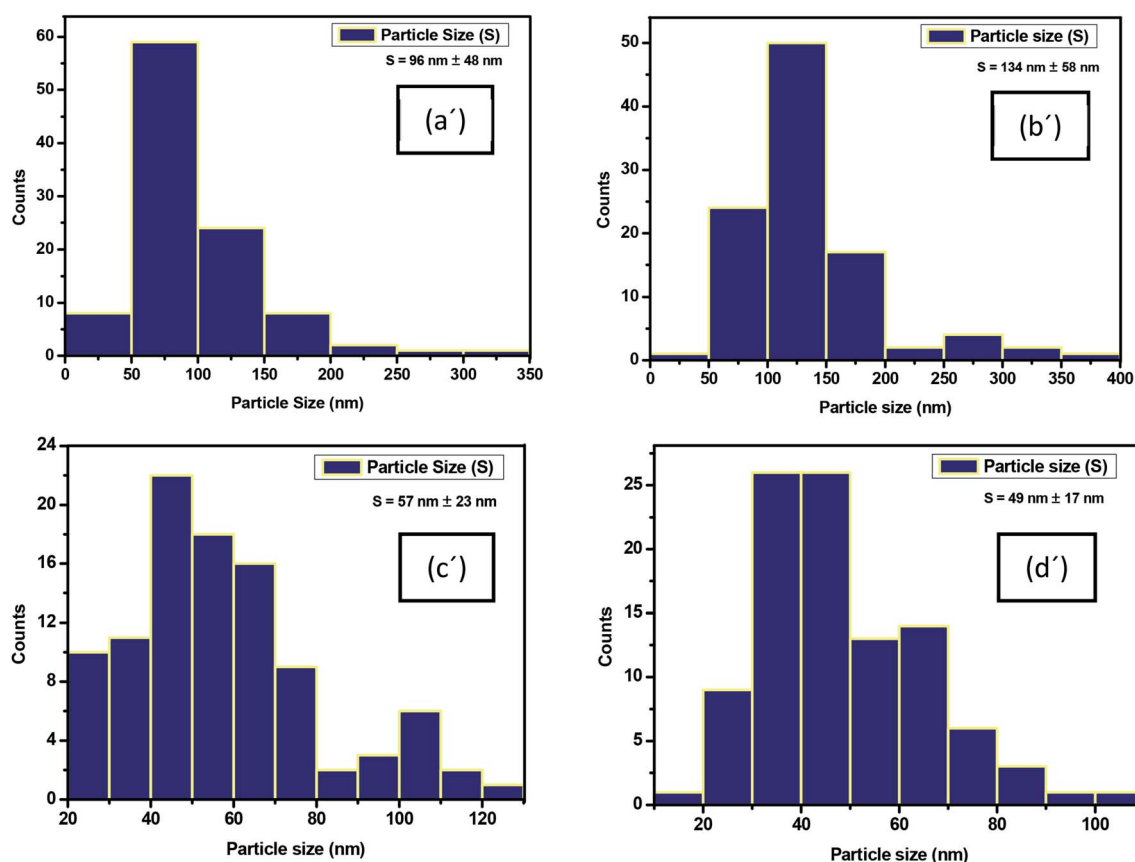 Particle Size (S)
S = 96 nm ± 48 nm
(a´)
60
50
40
30
20
10
0
Counts
0 50 100 150 200 250 300 350
Particle Size (nm)
Particle size (S)
S = 134 nm ± 58 nm
(b´)
50
40
30
20
10
0
Counts
0 50 100 150 200 250 300 350 400
Particle size (nm)
Particle Size (S)
S = 57 nm ± 23 nm
(c´)
24
20
16
12
8
4
0
Counts
20 40 60 80 100 120
Particle size (nm)
Particle size (S)
S = 49 nm ± 17 nm
(d´)
25
20
15
10
5
0
Counts
20 40 60 80 100
Particle size (nm)